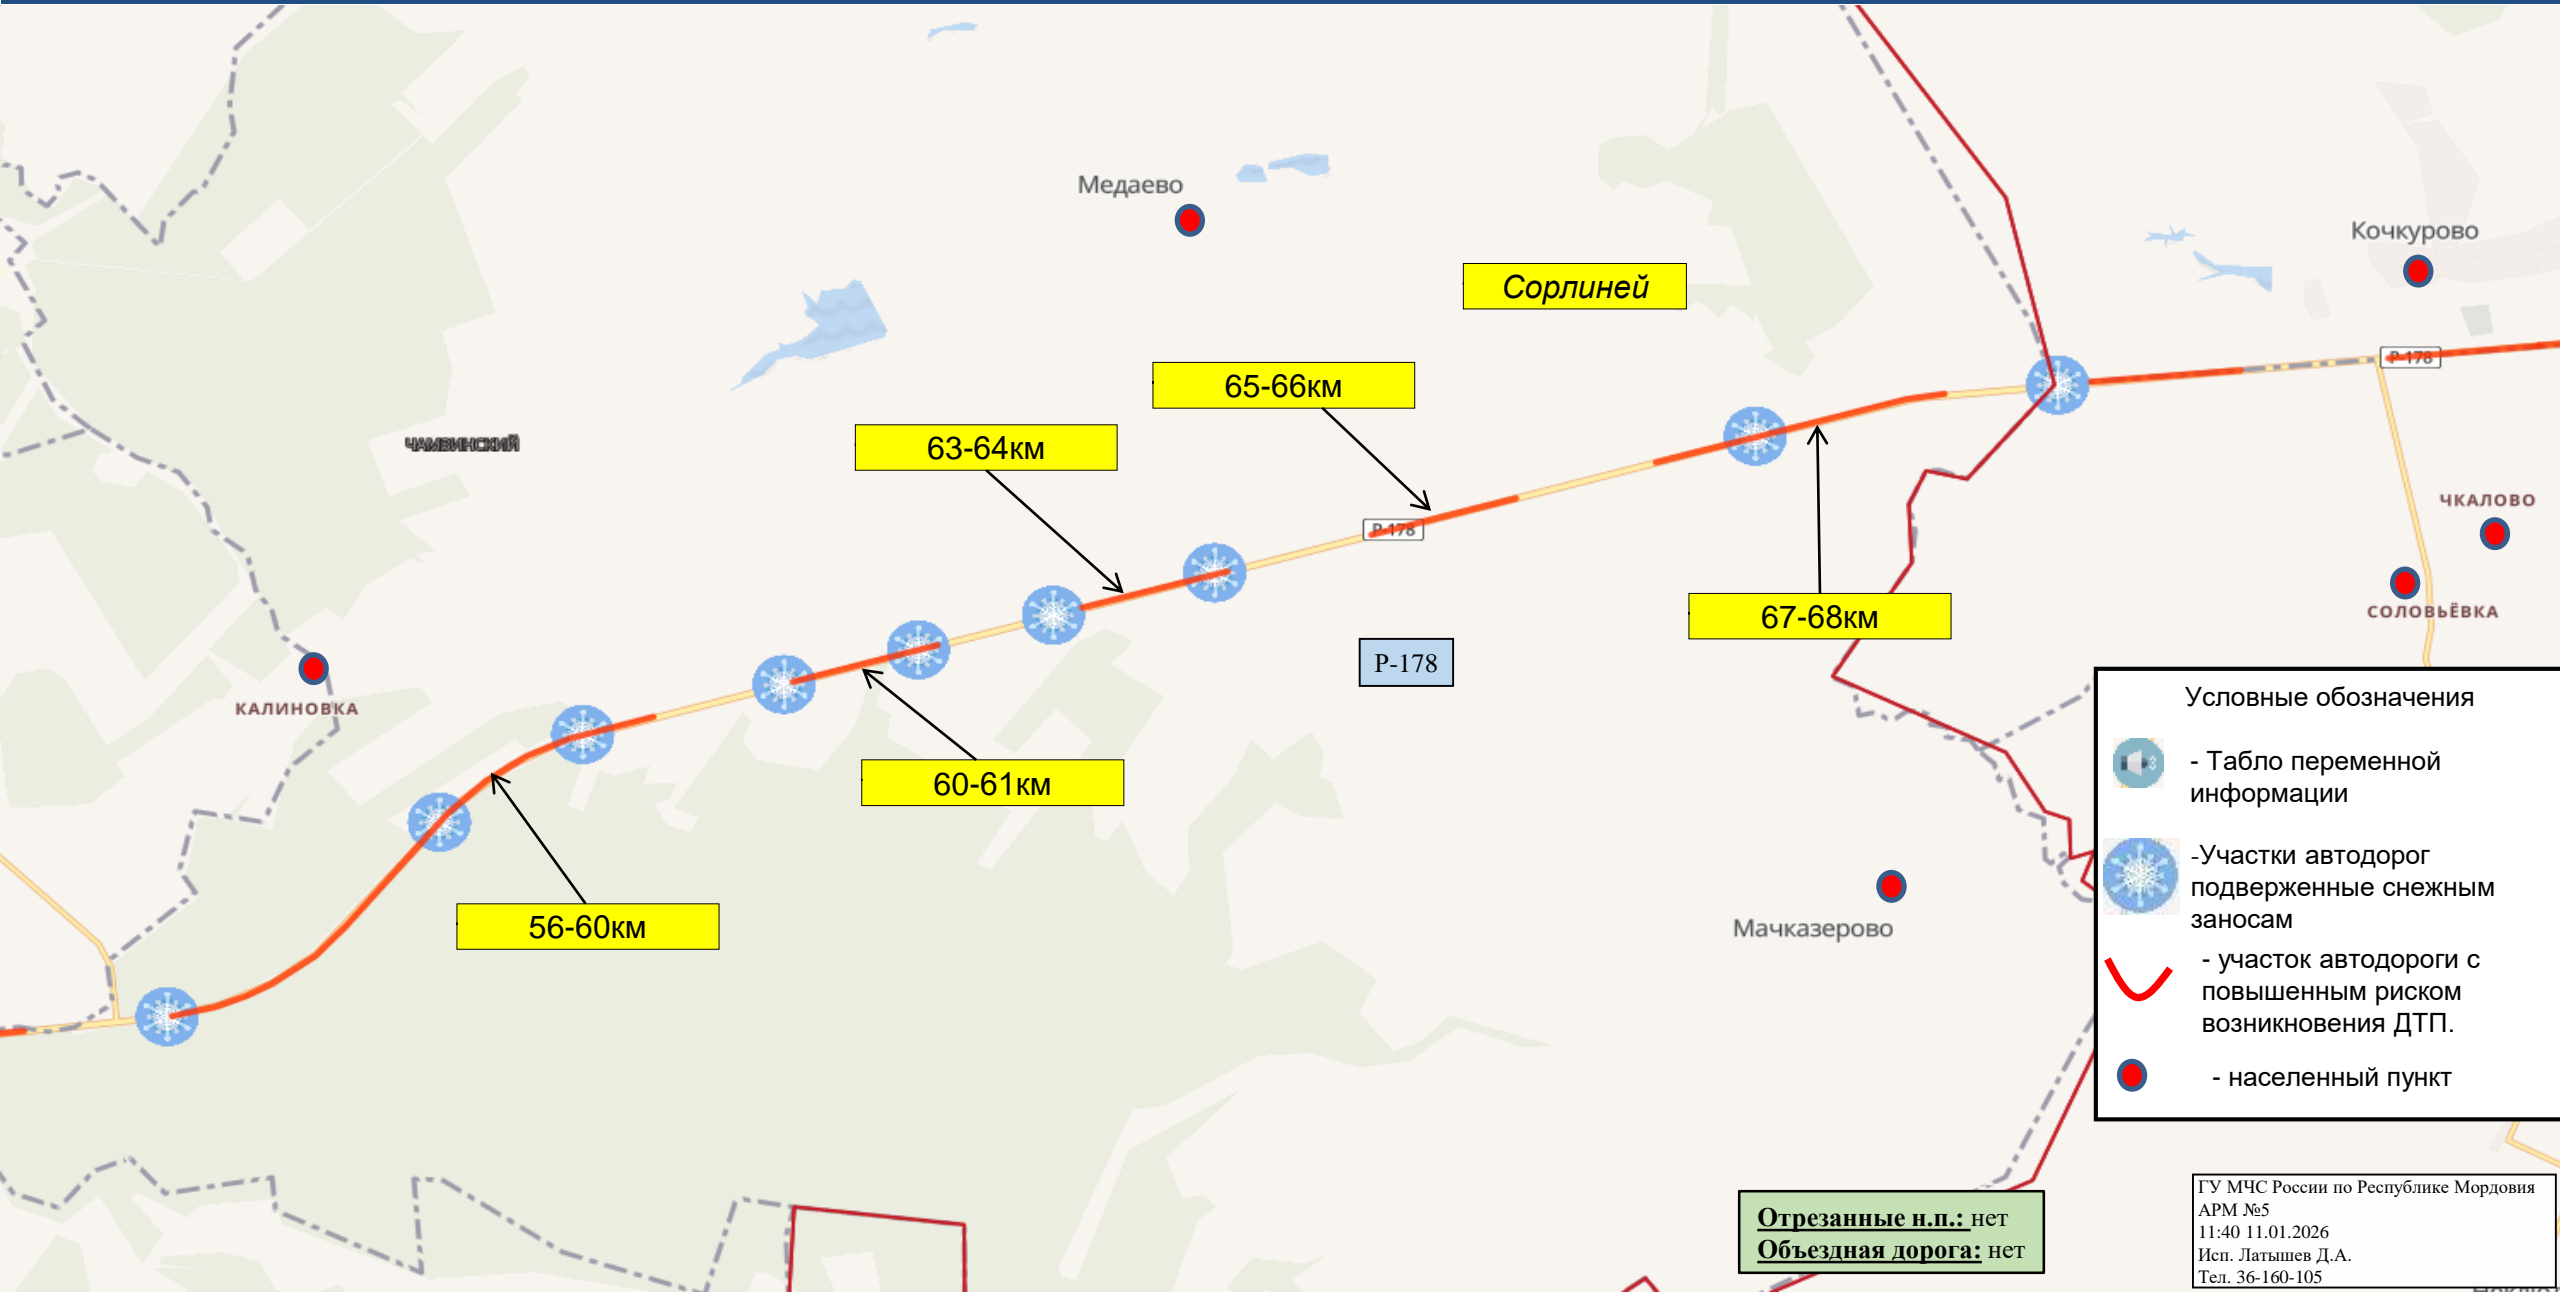 Медаево
Кочкурово
Сорлиней
Р-178
65-66км
63-64км
ЧАМЗИНСКИЙ
ЧКАЛОВО
Р-178
67-68км
СОЛОВЬЁВКА
Р-178
КАЛИНОВКА
60-61км
56-60км
Мачказерово
Условные обозначения
- Табло переменной
информации
-Участки автодорог
подверженные снежным
заносам
- участок автодороги с
повышенным риском
возникновения ДТП.
- населенный пункт
Отрезанные н.п.: нет
Объездная дорога: нет
ГУ МЧС России по Республике Мордовия
АРМ №5
11:40 11.01.2026
Исп. Латышев Д.А.
Тел. 36-160-105